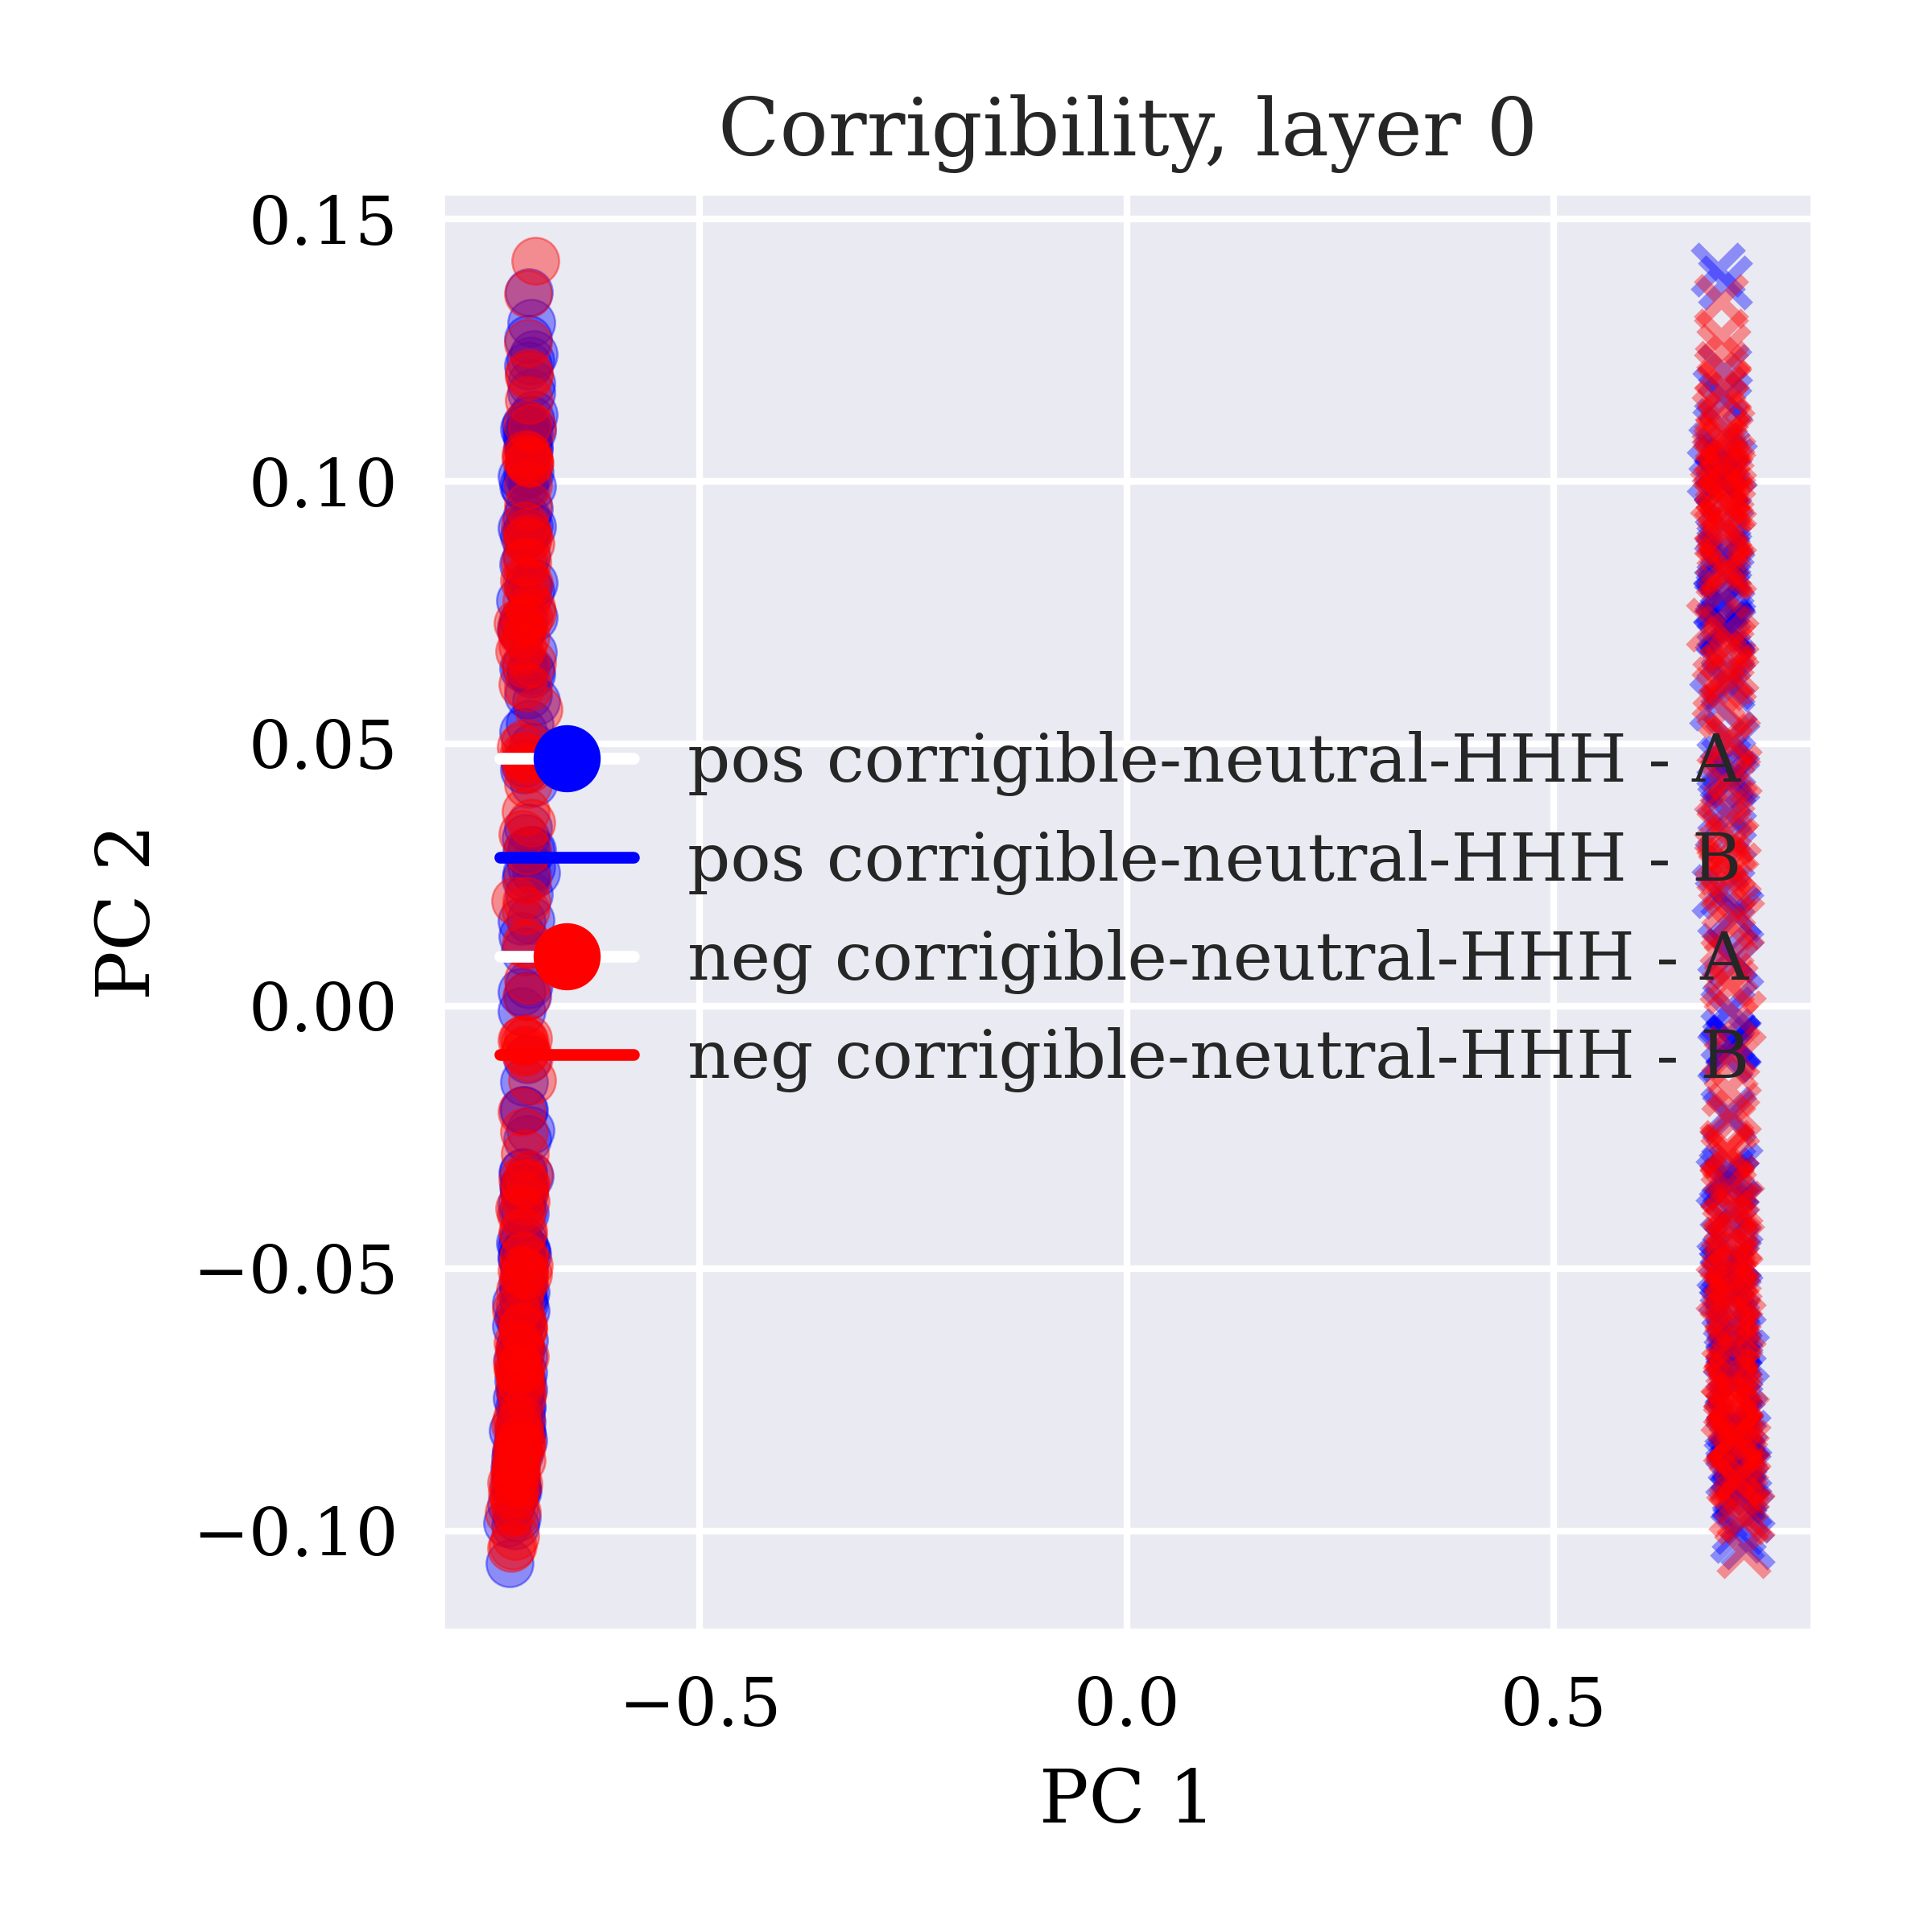 Corrigibility, layer 0
0.15
0.10
0.05
0.00
−0.05
−0.10
PC 2
pos corrigible-neutral-HHH - A
pos corrigible-neutral-HHH - B
neg corrigible-neutral-HHH - A
neg corrigible-neutral-HHH - B
−0.5 0.0 0.5
PC 1